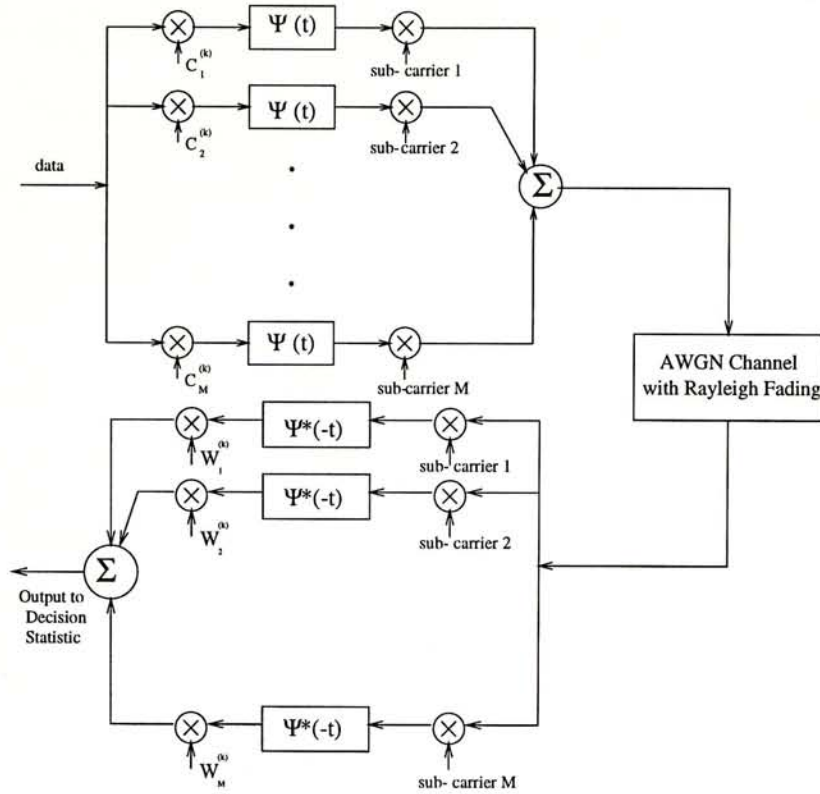 Ψ (t)
C₁⁽ᵏ⁾
sub- carrier 1
Ψ (t)
C₂⁽ᵏ⁾
sub-carrier 2
data
Σ
Ψ (t)
C_M⁽ᵏ⁾
sub-carrier M
AWGN Channel
with Rayleigh Fading
Ψ*(-t)
W₁⁽ᵏ⁾
sub- carrier 1
Ψ*(-t)
W₂⁽ᵏ⁾
sub- carrier 2
Σ
Output to
Decision
Statistic
Ψ*(-t)
W_M⁽ᵏ⁾
sub- carrier M